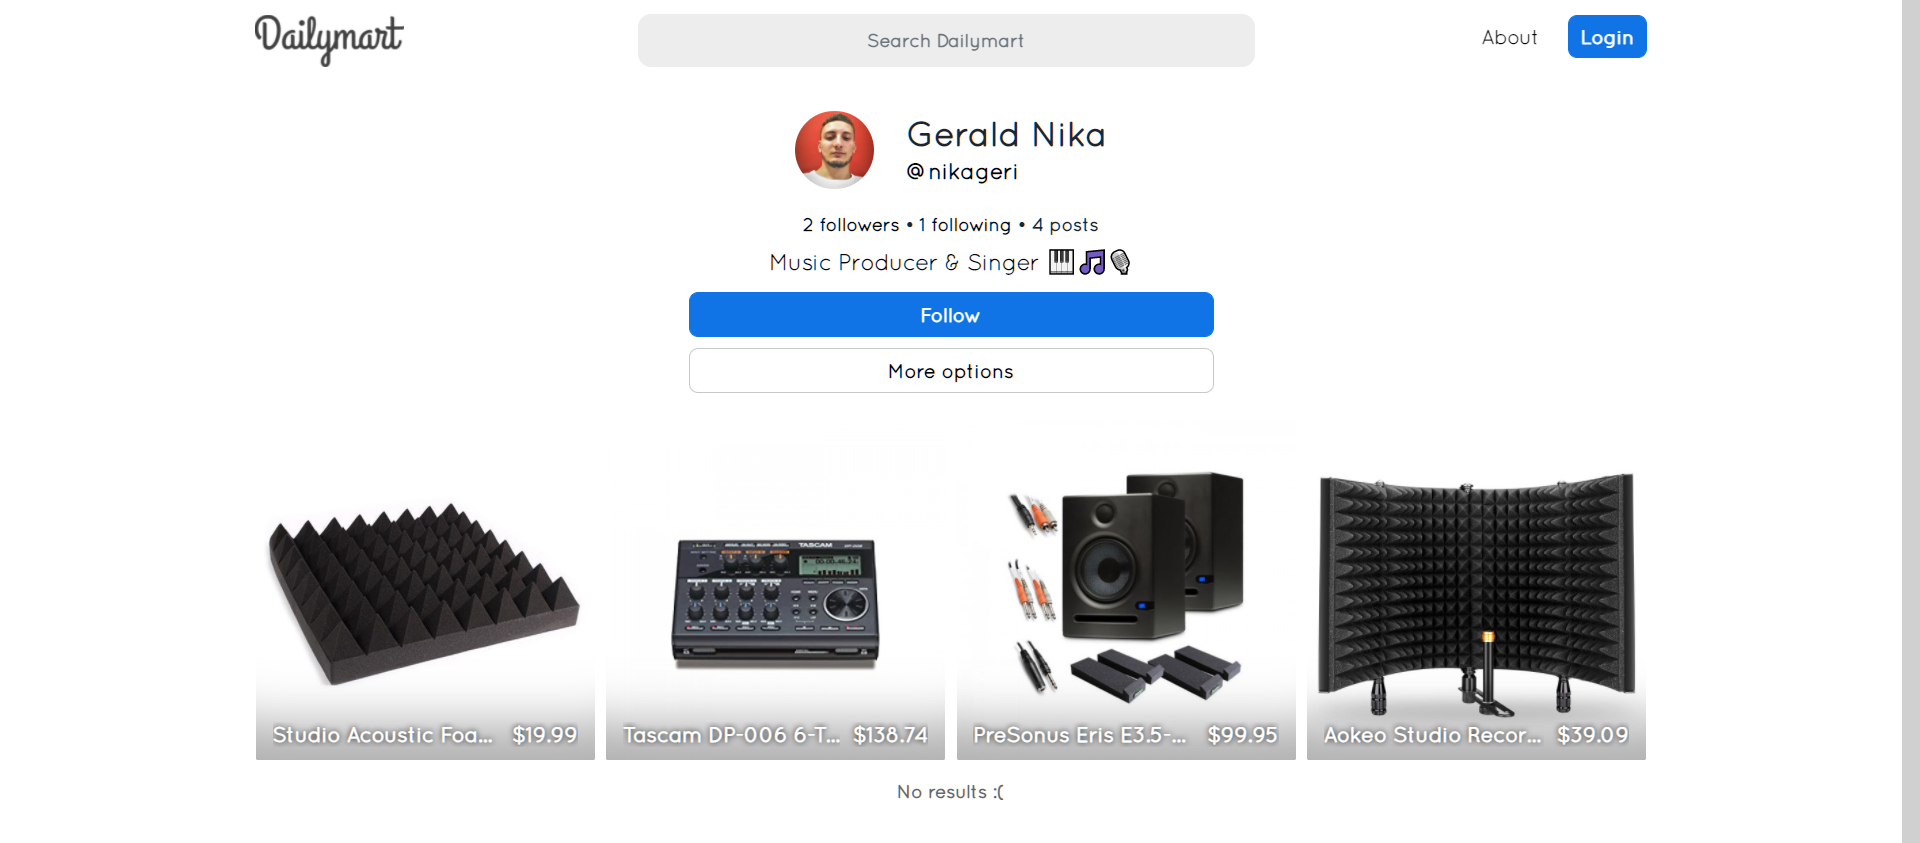 Dailymart
Search Dailymart
About
Login
Gerald Nika
@nikageri
2 followers • 1 following • 4 posts
Music Producer & Singer 🎹🎵🎙
Follow
More options
TASCAM
Studio Acoustic Foa... $19.99
Tascam DP-006 6-T... $138.74
PreSonus Eris E3.5-... $99.95
Aokeo Studio Recor... $39.09
No results :(